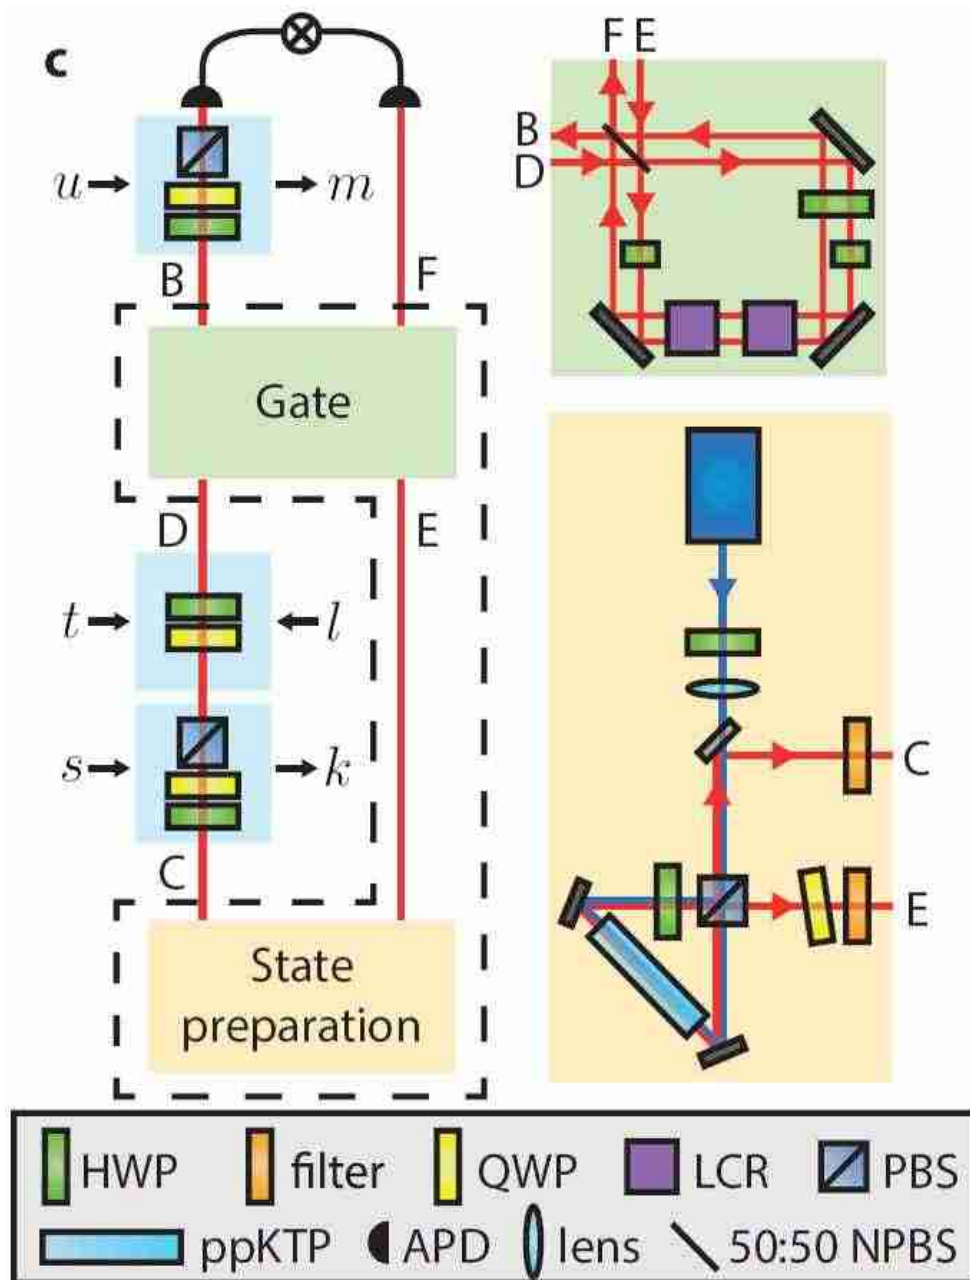 c
F E
B
D
u
m
B
F
Gate
D
E
t
l
s
k
C
C
E
State
preparation
HWP filter QWP LCR PBS
ppKTP APD lens 50:50 NPBS